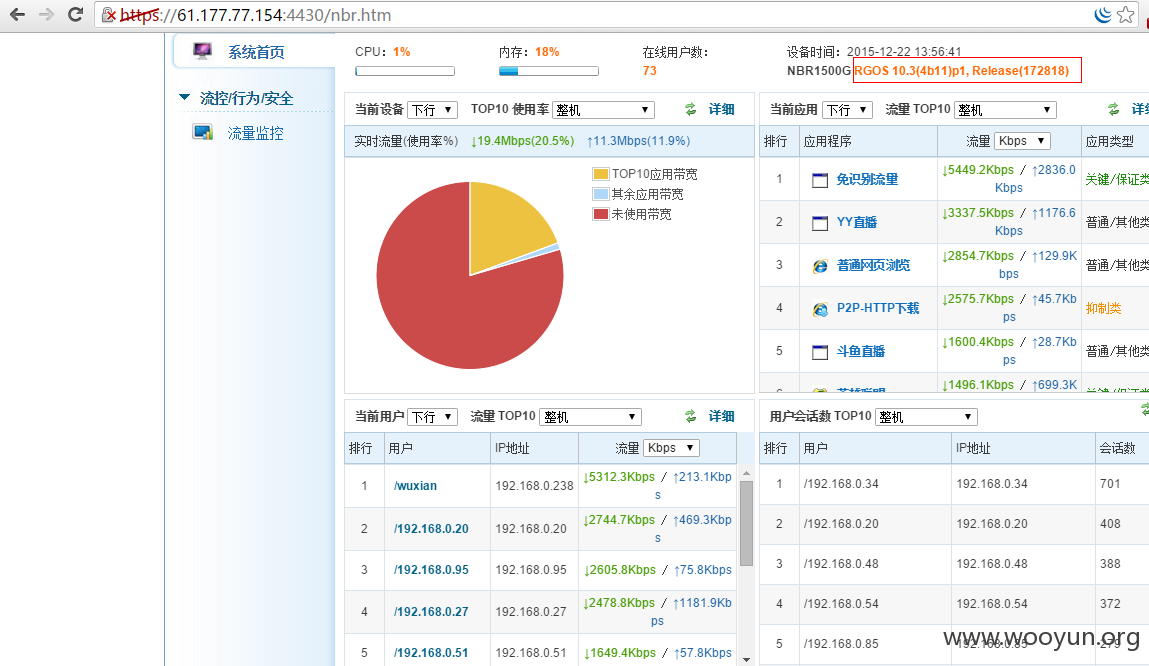 https://61.177.77.154:4430/nbr.htm
系统首页
流控/行为/安全
流量监控
CPU: 1%
内存: 18%
在线用户数:
73
设备时间: 2015-12-22 13:56:41
NBR1500G RGOS 10.3(4b11)p1, Release(172818)
当前设备 下行 TOP10 使用率 整机 详细
实时流量(使用率%) ↓19.4Mbps(20.5%) ↑11.3Mbps(11.9%)
TOP10应用带宽
其余应用带宽
未使用带宽
当前应用 下行 流量 TOP10 整机
排行 应用程序 流量 Kbps 应用类型
1 免识别流量 ↓5449.2Kbps / ↑2836.0Kbps 关键/保证类
2 YY直播 ↓3337.5Kbps / ↑1176.6Kbps 普通/其他类
3 普通网页浏览 ↓2854.7Kbps / ↑129.9Kbps 普通/其他类
4 P2P-HTTP下载 ↓2575.7Kbps / ↑45.7Kbps 抑制类
5 斗鱼直播 ↓1600.4Kbps / ↑28.7Kbps 普通/其他类
↓1496.1Kbps / ↑699.3K
当前用户 下行 流量 TOP10 整机 详细
排行 用户 IP地址 流量 Kbps
1 /wuxian 192.168.0.238 ↓5312.3Kbps / ↑213.1Kbps
2 /192.168.0.20 192.168.0.20 ↓2744.7Kbps / ↑469.3Kbps
3 /192.168.0.95 192.168.0.95 ↓2605.8Kbps / ↑75.8Kbps
4 /192.168.0.27 192.168.0.27 ↓2478.8Kbps / ↑1181.9Kbps
5 /192.168.0.51 192.168.0.51 ↓1649.4Kbps / ↑57.8Kbps
用户会话数 TOP10 整机
排行 用户 IP地址 会话数
1 /192.168.0.34 192.168.0.34 701
2 /192.168.0.20 192.168.0.20 408
3 /192.168.0.48 192.168.0.48 388
4 /192.168.0.54 192.168.0.54 372
5 /192.168.0.85 192.168.0.85 279
www.wooyun.org